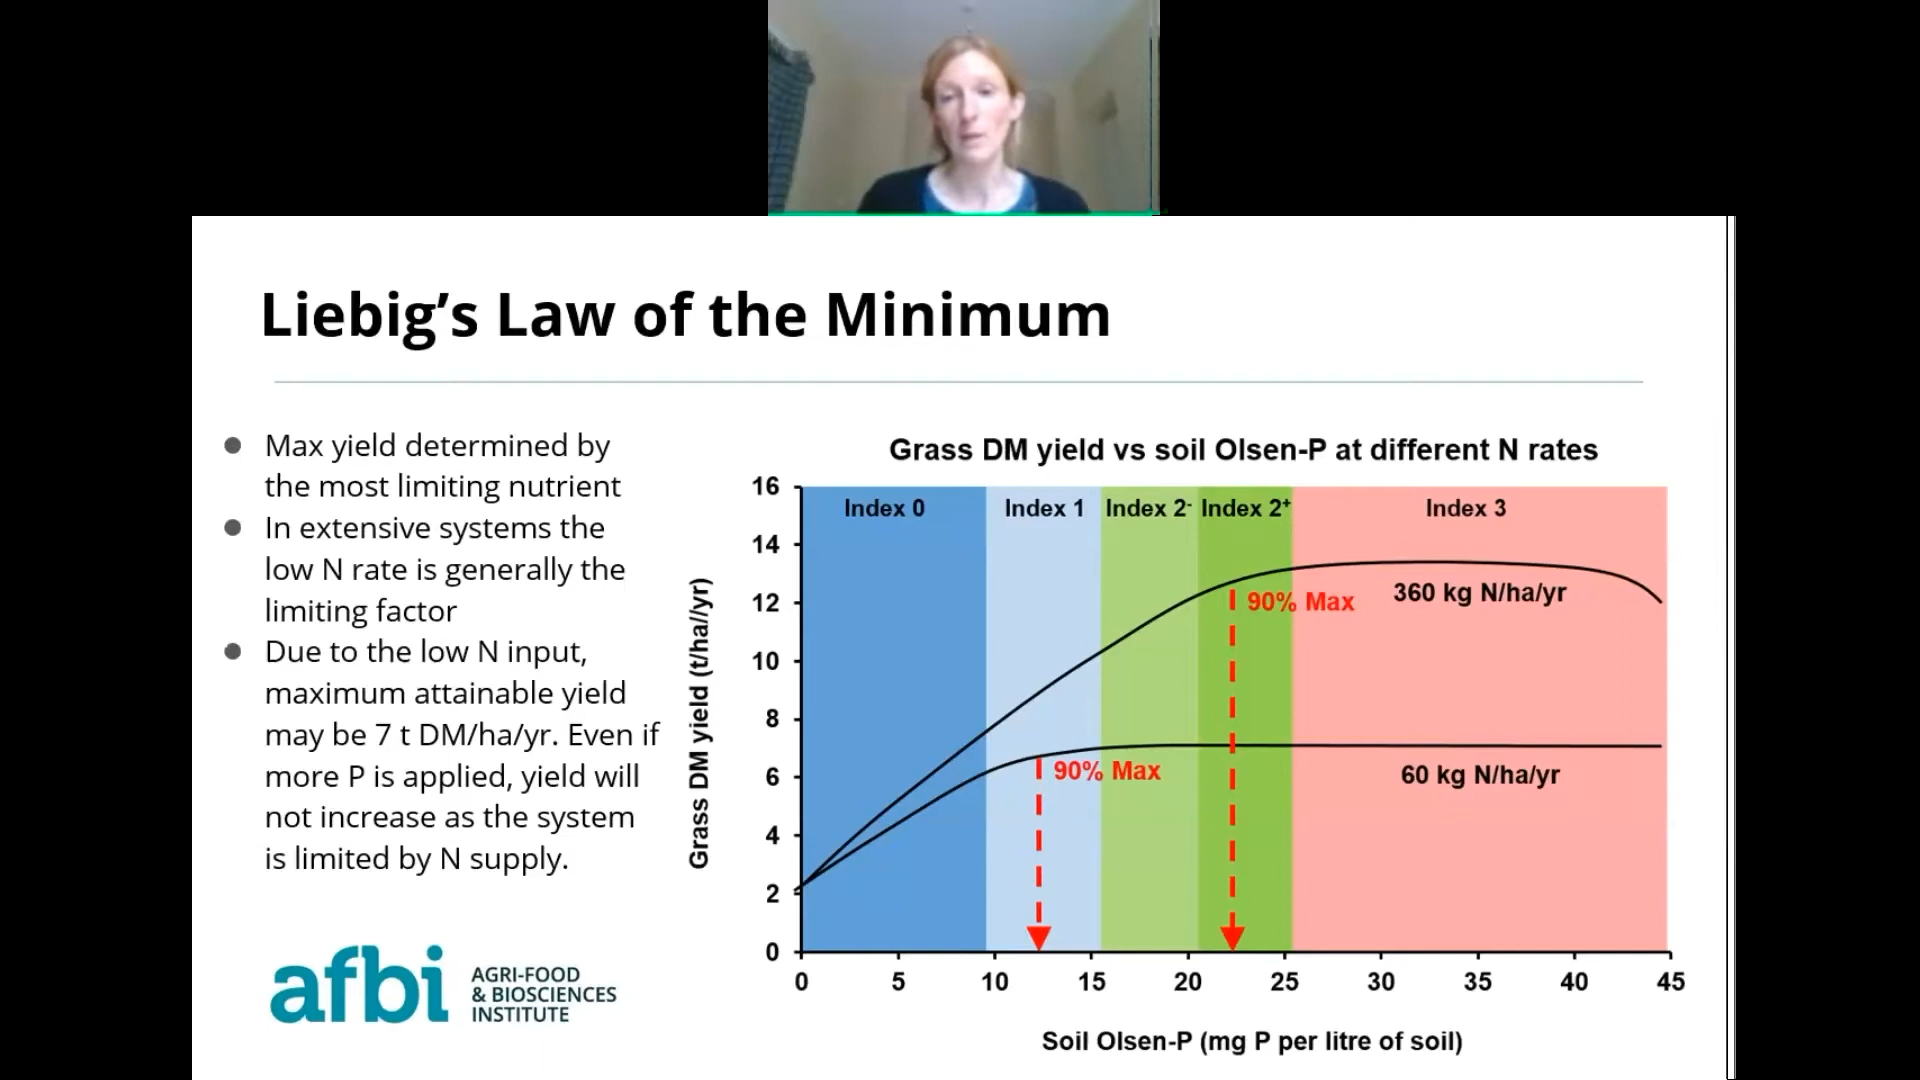 Liebig’s Law of the Minimum
Max yield determined by
the most limiting nutrient
In extensive systems the
low N rate is generally the
limiting factor
Due to the low N input,
maximum attainable yield
may be 7 t DM/ha/yr. Even if
more P is applied, yield will
not increase as the system
is limited by N supply.
afbi
AGRI-FOOD
& BIOSCIENCES
INSTITUTE
Grass DM yield vs soil Olsen-P at different N rates
Grass DM yield (t/ha//yr)
16
14
12
10
8
6
4
2
0
Index 0 Index 1 Index 2- Index 2+ Index 3
90% Max
360 kg N/ha/yr
90% Max
60 kg N/ha/yr
0 5 10 15 20 25 30 35 40 45
Soil Olsen-P (mg P per litre of soil)